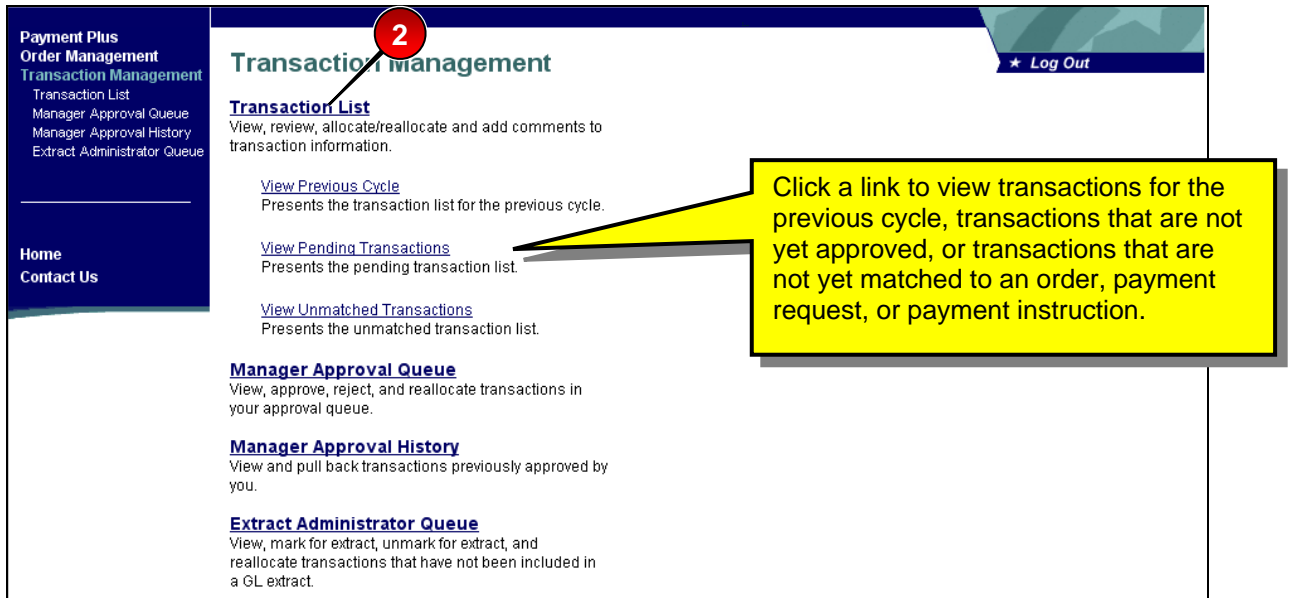 Payment Plus
Order Management
Transaction Management
Transaction List
Manager Approval Queue
Manager Approval History
Extract Administrator Queue
Home
Contact Us
2
Transaction Management
★ Log Out
Transaction List
View, review, allocate/reallocate and add comments to
transaction information.
View Previous Cycle
Presents the transaction list for the previous cycle.
View Pending Transactions
Presents the pending transaction list.
View Unmatched Transactions
Presents the unmatched transaction list.
Manager Approval Queue
View, approve, reject, and reallocate transactions in
your approval queue.
Manager Approval History
View and pull back transactions previously approved by
you.
Extract Administrator Queue
View, mark for extract, unmark for extract, and
reallocate transactions that have not been included in
a GL extract.
Click a link to view transactions for the
previous cycle, transactions that are not
yet approved, or transactions that are
not yet matched to an order, payment
request, or payment instruction.